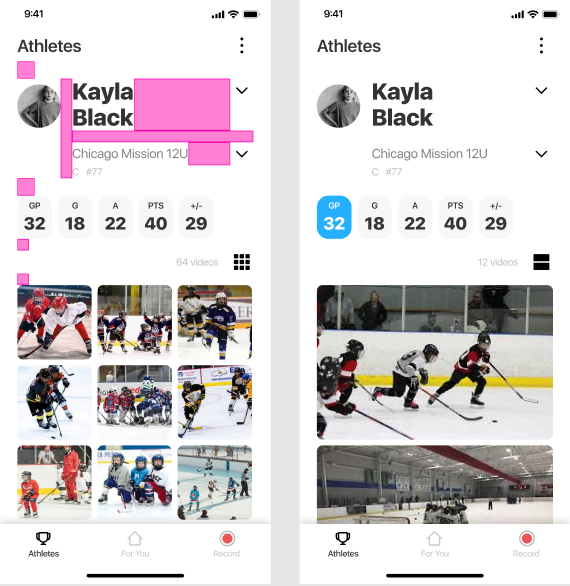 9:41
Athletes
Kayla
Black
Chicago Mission 12U
C #77
GP
32
G
18
A
22
PTS
40
+/-
29
64 videos
Athletes
For You
Record
9:41
Athletes
Kayla
Black
Chicago Mission 12U
C #77
GP
32
G
18
A
22
PTS
40
+/-
29
12 videos
Athletes
For You
Record